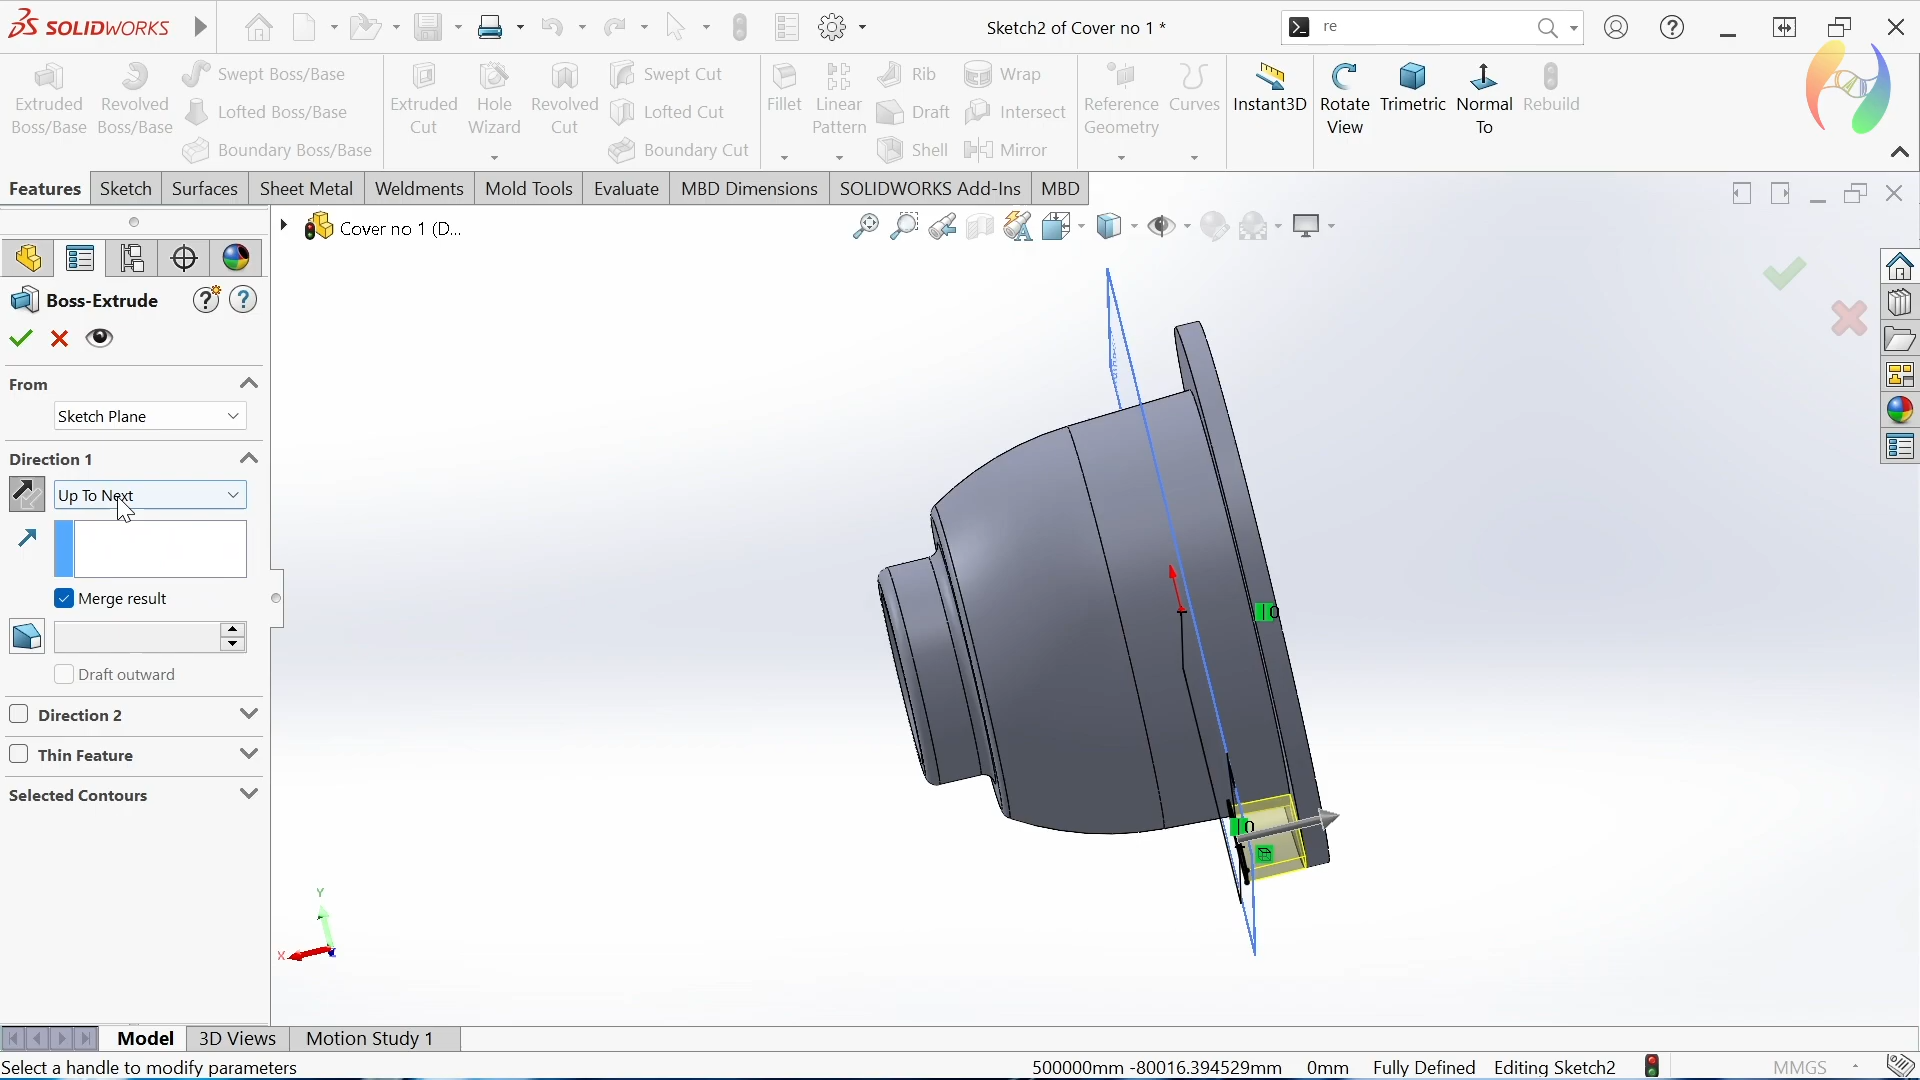 SOLIDWORKS
Sketch2 of Cover no 1 *
re
Extruded Boss/Base
Revolved Boss/Base
Swept Boss/Base
Lofted Boss/Base
Boundary Boss/Base
Extruded Cut
Hole Wizard
Revolved Cut
Swept Cut
Lofted Cut
Boundary Cut
Fillet
Linear Pattern
Rib
Draft
Shell
Wrap
Intersect
Mirror
Reference Geometry
Curves
Instant3D
Rotate View
Trimetric
Normal To
Rebuild
Features
Sketch
Surfaces
Sheet Metal
Weldments
Mold Tools
Evaluate
MBD Dimensions
SOLIDWORKS Add-Ins
MBD
Cover no 1 (D...
Boss-Extrude
From
Sketch Plane
Direction 1
Up To Next
Merge result
Draft outward
Direction 2
Thin Feature
Selected Contours
0
0
Y
X
Model
3D Views
Motion Study 1
Select a handle to modify parameters
500000mm -80016.394529mm
0mm
Fully Defined
Editing Sketch2
MMGS